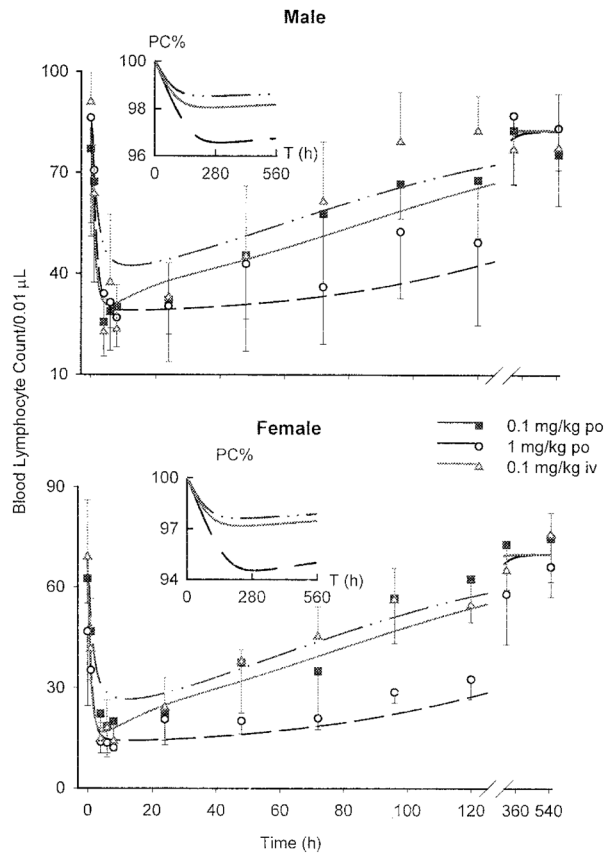 Male
PC%
100
98
96
0
280
560
T (h)
100
70
40
10
Blood Lymphocyte Count/0.01 µL
0.1 mg/kg po
1 mg/kg po
0.1 mg/kg iv
Female
PC%
100
97
94
0
280
560
T (h)
90
60
30
0
0 20 40 60 80 100 120 360 540
Time (h)